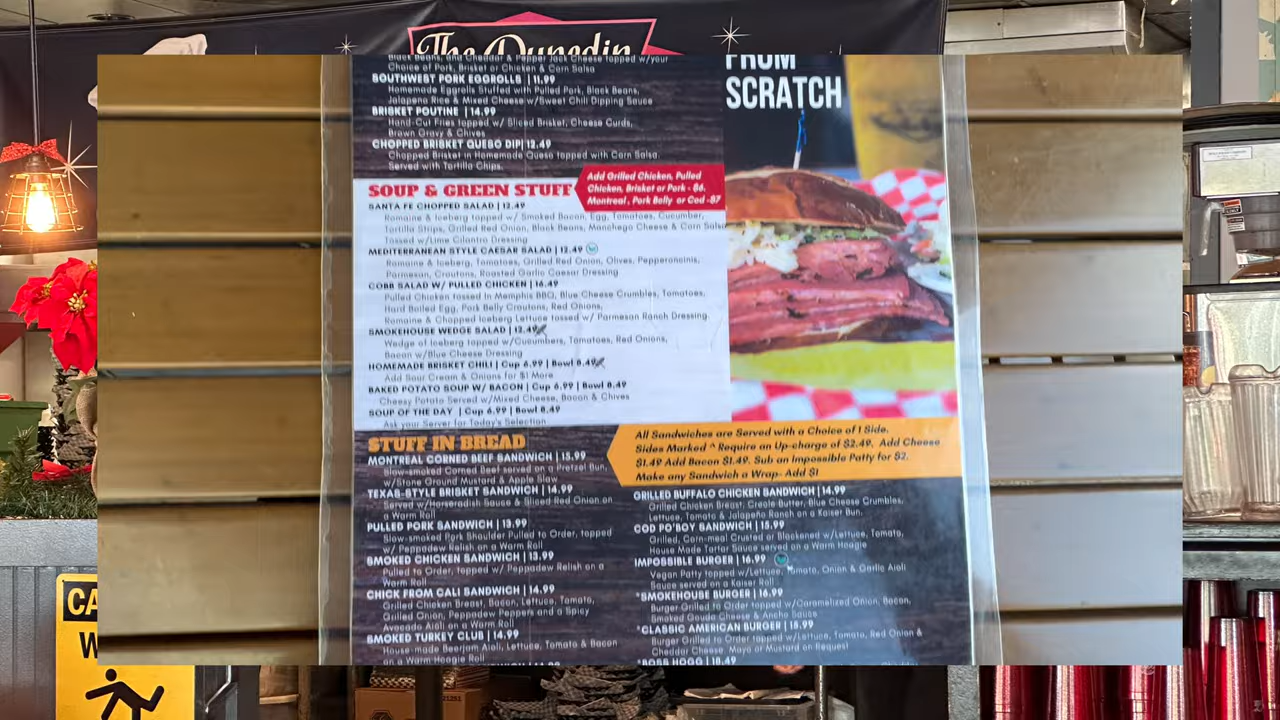 The Dunedin
Black Beans, and Cheddar & Pepper Jack Cheese topped w/your
Choice of Pork, Brisket or Chicken & Corn Salsa
SOUTHWEST PORK EGGROLLS | 11.99
Homemade Eggrolls Stuffed with Pulled Pork, Black Beans,
Jalapeno Rice & Mixed Cheese w/Sweet Chili Dipping Sauce
BRISKET POUTINE | 14.99
Hand-Cut Fries topped w/ Sliced Brisket, Cheese Curds,
Brown Gravy & Chives
CHOPPED BRISKET QUESO DIP| 12.49
Chopped Brisket in Homemade Queso topped with Corn Salsa.
Served with Tortilla Chips.
FROM
SCRATCH
SOUP & GREEN STUFF
Add Grilled Chicken, Pulled
Chicken, Brisket or Pork - $6.
Montreal, Pork Belly or Cod -$7
SANTA FE CHOPPED SALAD | 12.49
Romaine & Iceberg topped w/ Smoked Bacon, Egg, Tomatoes, Cucumber,
Tortilla Strips, Grilled Red Onion, Black Beans, Manchego Cheese & Corn Salsa
Tossed w/Lime Cilantro Dressing
MEDITERRANEAN STYLE CAESAR SALAD | 12.49
Romaine & Iceberg, Tomatoes, Grilled Red Onion, Olives, Pepperoncinis,
Parmesan, Croutons, Roasted Garlic Caesar Dressing
COBB SALAD W/ PULLED CHICKEN | 16.49
Pulled Chicken tossed in Memphis BBQ, Blue Cheese Crumbles, Tomatoes,
Hard Boiled Egg, Pork Belly Croutons, Red Onions,
Romaine & Chopped Iceberg Lettuce tossed w/ Parmesan Ranch Dressing
SMOKEHOUSE WEDGE SALAD | 12.49
Wedge of Iceberg topped w/Cucumbers, Tomatoes, Red Onions,
Bacon w/Blue Cheese Dressing
HOMEMADE BRISKET CHILI | Cup 6.99 | Bowl 8.49
Add Sour Cream & Onions for $1 More
BAKED POTATO SOUP W/ BACON | Cup 6.99 | Bowl 8.49
Cheesy Potato Served w/Mixed Cheese, Bacon & Chives
SOUP OF THE DAY | Cup 6.99 | Bowl 8.49
Ask your Server for Today's Selection
STUFF IN BREAD
All Sandwiches are Served with a Choice of 1 Side.
Sides Marked ^ Require an Up-charge of $2.49, Add Cheese
$1.49 Add Bacon $1.49. Sub an Impossible Patty for $2.
Make any Sandwich a Wrap- Add $1
MONTREAL CORNED BEEF SANDWICH | 15.99
Slow-smoked Corned Beef served on a Pretzel Bun,
w/Stone Ground Mustard & Apple Slaw
TEXAS-STYLE BRISKET SANDWICH | 14.99
Served w/Horseradish Sauce & Sliced Red Onion on
a Warm Roll
PULLED PORK SANDWICH | 13.99
Slow-smoked Pork Shoulder Pulled to Order, topped
w/ Peppadew Relish on a Warm Roll
SMOKED CHICKEN SANDWICH | 13.99
Pulled to Order, topped w/ Peppadew Relish on a
Warm Roll
CHICK FROM CALI SANDWICH | 14.99
Grilled Chicken Breast, Bacon, Lettuce, Tomato,
Grilled Onion, Peppadew Peppers and a Spicy
Avocado Aioli on a Warm Roll
SMOKED TURKEY CLUB | 14.99
House-made Beerjam Aioli, Lettuce, Tomato & Bacon
on a Warm Hoagie Roll
GRILLED BUFFALO CHICKEN SANDWICH | 14.99
Grilled Chicken Breast, Creole Butter, Blue Cheese Crumbles,
Lettuce, Tomato & Jalapeño Ranch on a Kaiser Bun.
COD PO'BOY SANDWICH | 15.99
Grilled, Corn-meal Crusted or Blackened w/Lettuce, Tomato,
House Made Tartar Sauce served on a Warm Hoagie
IMPOSSIBLE BURGER | 16.99
Vegan Patty topped w/Lettuce, Tomato, Onion & Garlic Aioli
Sauce served on a Kaiser Roll
*SMOKEHOUSE BURGER | 16.99
Burger Grilled to Order topped w/Caramelized Onion, Bacon,
Smoked Gouda Cheese & Ancho Sauce
*CLASSIC AMERICAN BURGER | 15.99
Burger Grilled to Order topped w/Lettuce, Tomato, Red Onion &
Cheddar Cheese, Mayo or Mustard on Request
*BOSS HOGG | 18.49
CA
W